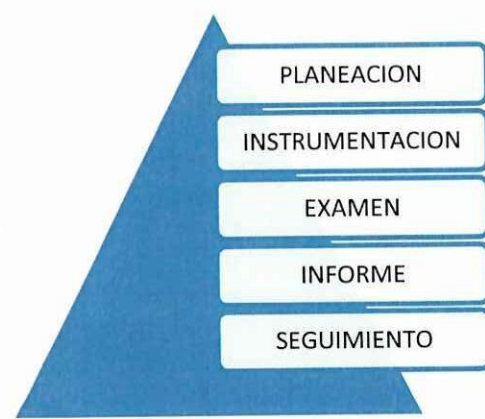 PLANEACION
INSTRUMENTACION
EXAMEN
INFORME
SEGUIMIENTO